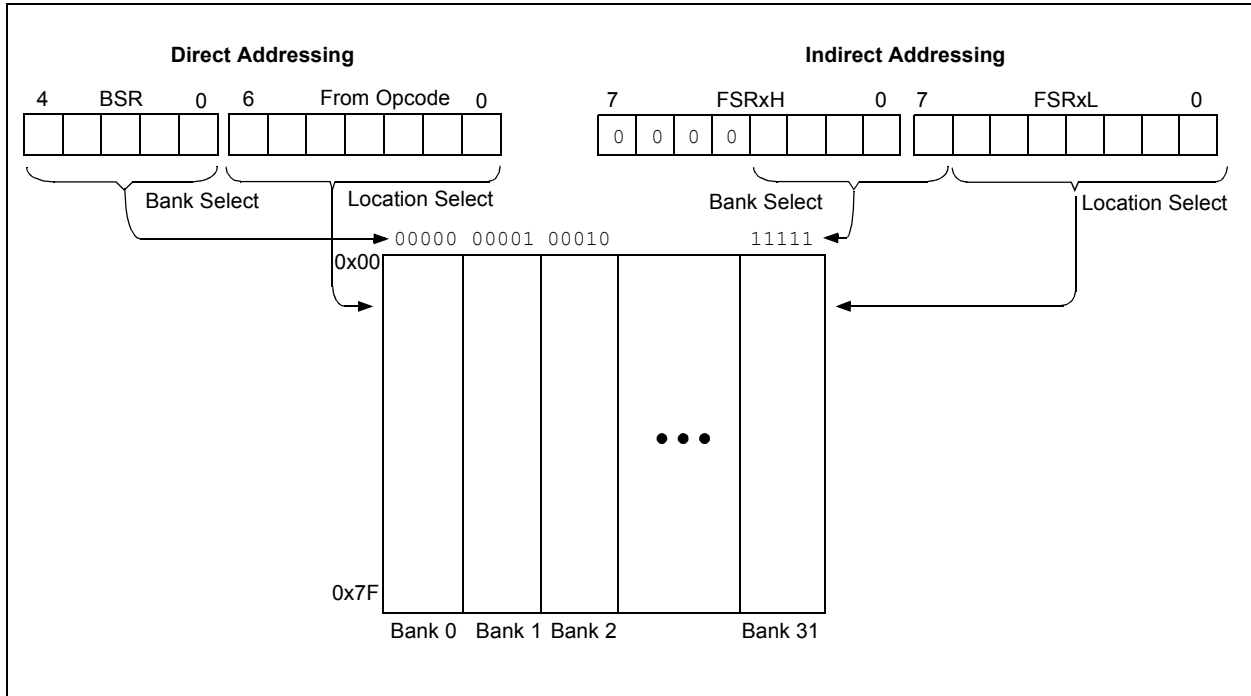 Direct Addressing Indirect Addressing
4 BSR 0 6 From Opcode 0 7 FSRxH 0 7 FSRxL 0
0 0 0 0
Bank Select Location Select Bank Select Location Select
00000 00001 00010 11111
0x00
0x7F
Bank 0 Bank 1 Bank 2 Bank 31